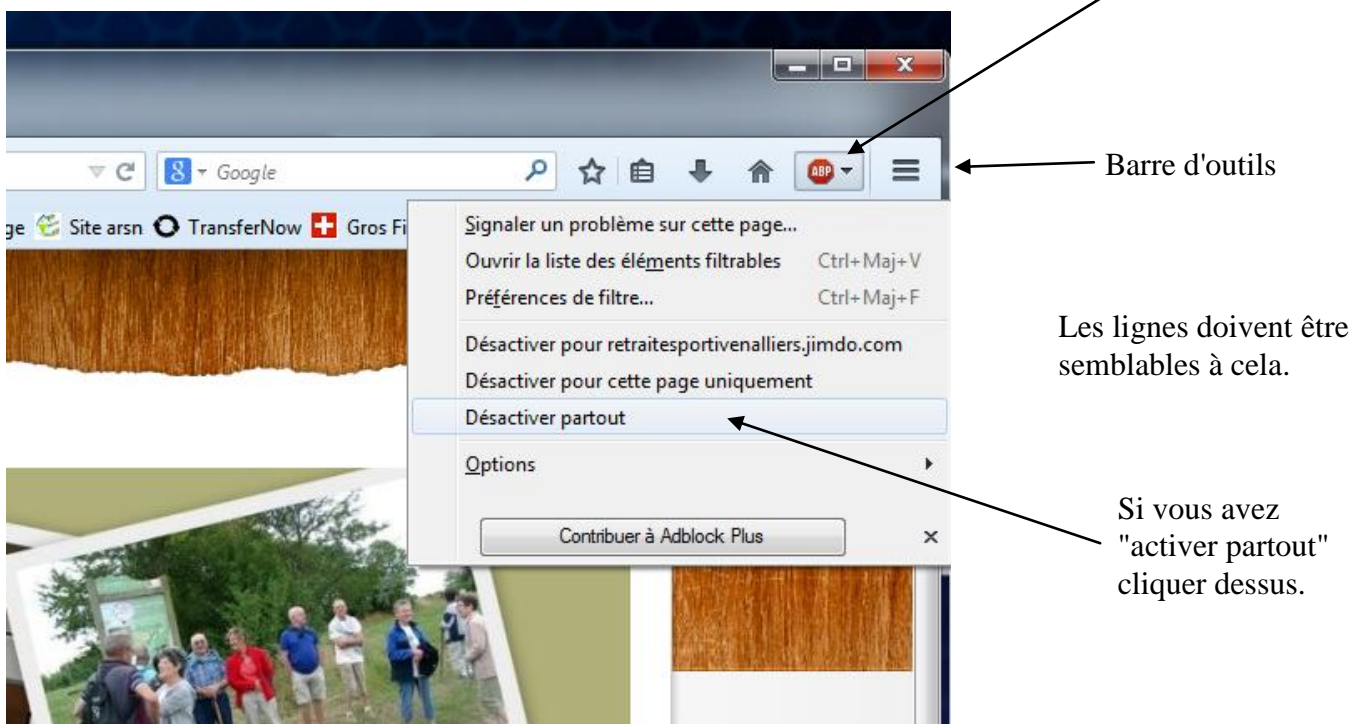 Google
ABP
Barre d'outils
ge Site arsn TransferNow Gros Fi
Signaler un problème sur cette page...
Ouvrir la liste des éléments filtrables Ctrl+Maj+V
Préférences de filtre... Ctrl+Maj+F
Désactiver pour retraitesportivenalliers.jimdo.com
Désactiver pour cette page uniquement
Désactiver partout
Options
Contribuer à Adblock Plus
Les lignes doivent être
semblables à cela.
Si vous avez
"activer partout"
cliquer dessus.